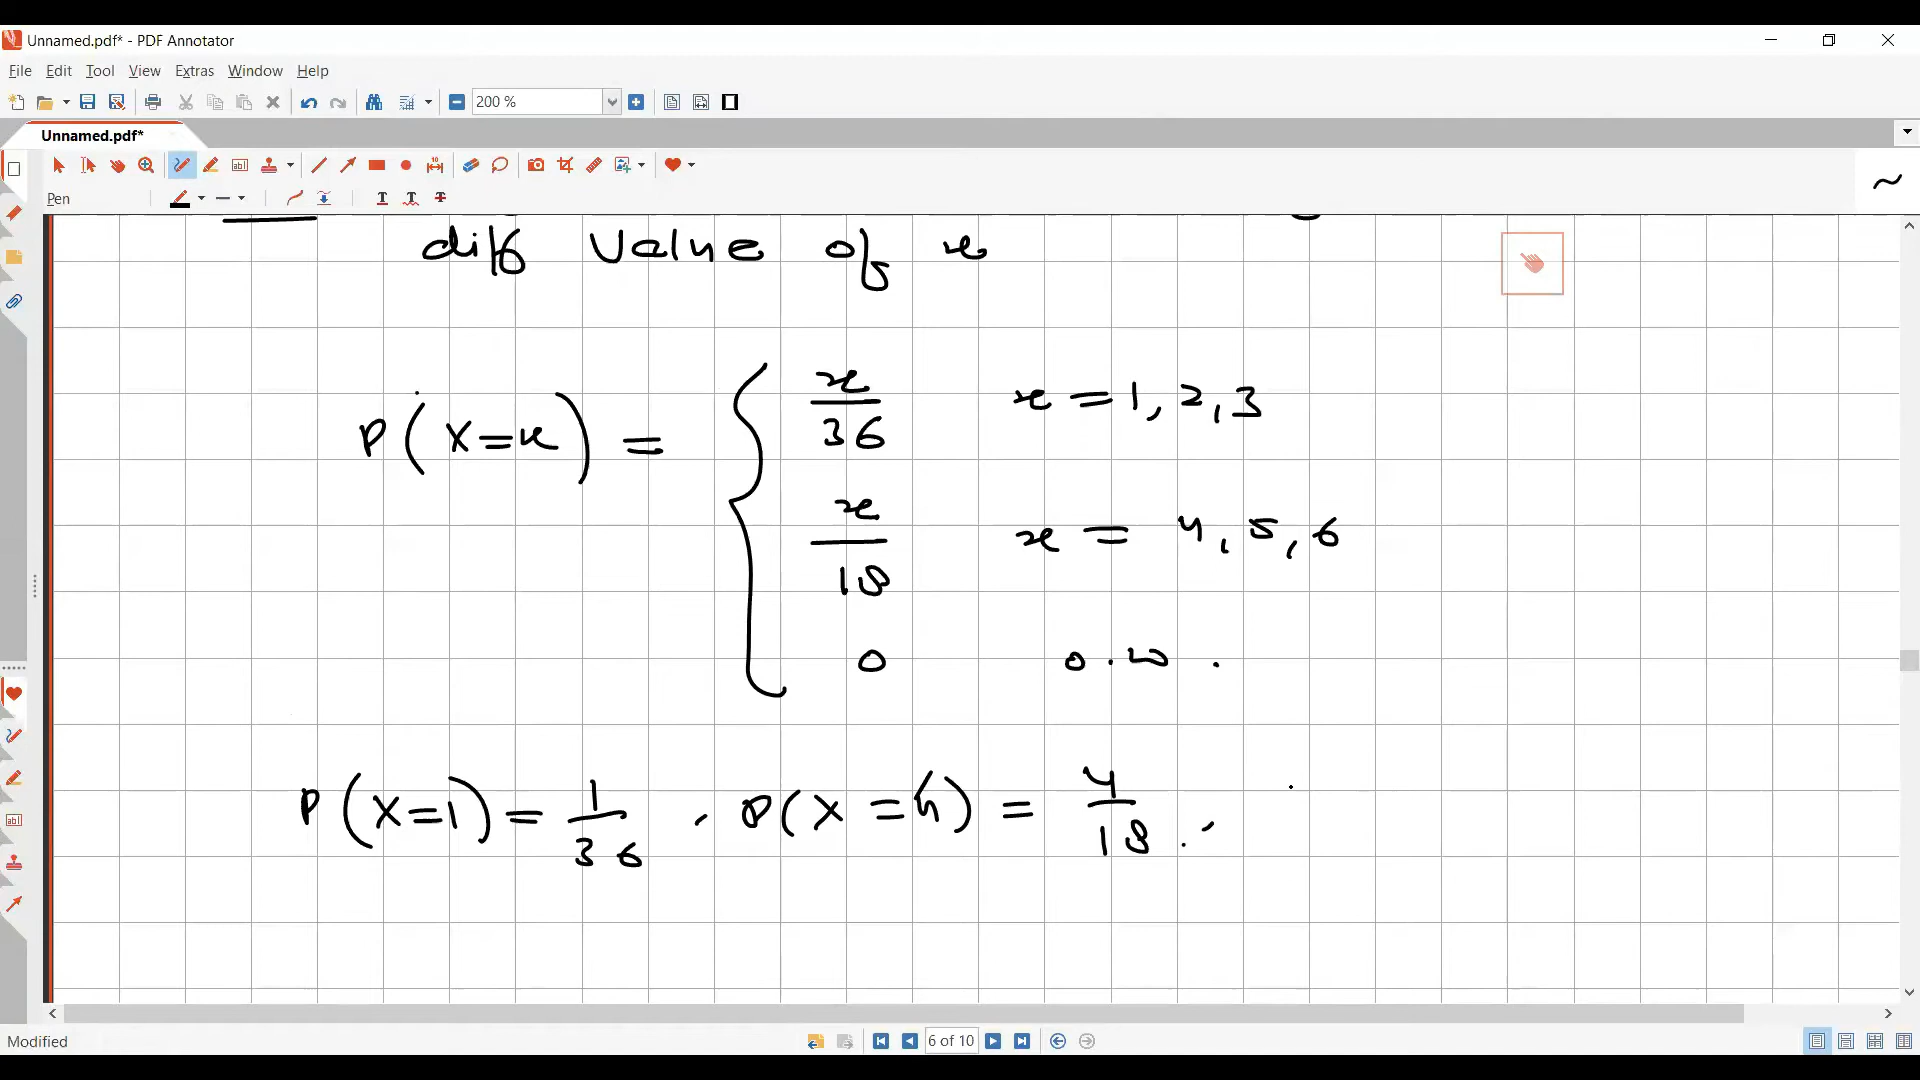 Unnamed.pdf* - PDF Annotator
File Edit Tool View Extras Window Help
200 %
Unnamed.pdf*
Pen
diff value of x
P(X=x) = { x/36 x = 1, 2, 3
x/18 x = 4, 5, 6
0 o.w.
P(X=1) = 1/36, P(X=4) = 4/18,
Modified 6 of 10